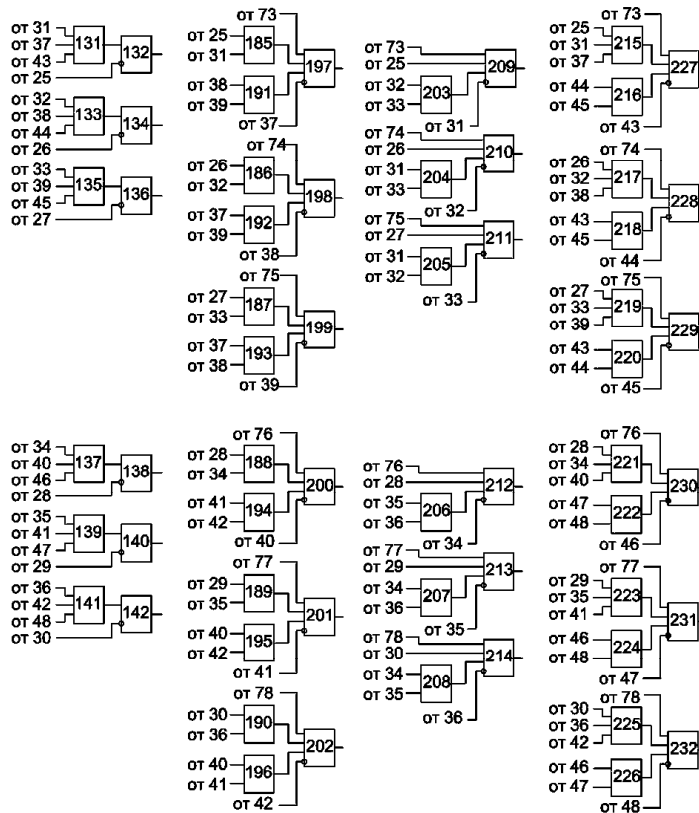 от 31
от 37
от 43
от 25
131
132
от 32
от 38
от 44
от 26
133
134
от 33
от 39
от 45
от 27
135
136
от 73
от 25
от 31
185
от 38
от 39
191
197
от 37
от 74
от 26
от 32
186
от 37
от 39
192
198
от 38
от 75
от 27
от 33
187
от 37
от 38
193
199
от 39
от 73
от 25
от 32
от 33
203
209
от 31
от 74
от 26
от 31
от 33
204
210
от 32
от 75
от 27
от 31
от 32
205
211
от 33
от 73
от 25
от 31
от 37
215
от 44
от 45
216
227
от 43
от 74
от 26
от 32
от 38
217
от 43
от 45
218
228
от 44
от 75
от 27
от 33
от 39
219
от 43
от 44
220
229
от 45
от 34
от 40
от 46
от 28
137
138
от 35
от 41
от 47
от 29
139
140
от 36
от 42
от 48
от 30
141
142
от 76
от 28
от 34
188
от 41
от 42
194
200
от 40
от 77
от 29
от 35
189
от 40
от 42
195
201
от 41
от 78
от 30
от 36
190
от 40
от 41
196
202
от 42
от 76
от 28
от 35
от 36
206
212
от 34
от 77
от 29
от 34
от 36
207
213
от 35
от 78
от 30
от 34
от 35
208
214
от 36
от 76
от 28
от 34
от 40
221
от 47
от 48
222
230
от 46
от 77
от 29
от 35
от 41
223
от 46
от 48
224
231
от 47
от 78
от 30
от 36
от 42
225
от 46
от 47
226
232
от 48